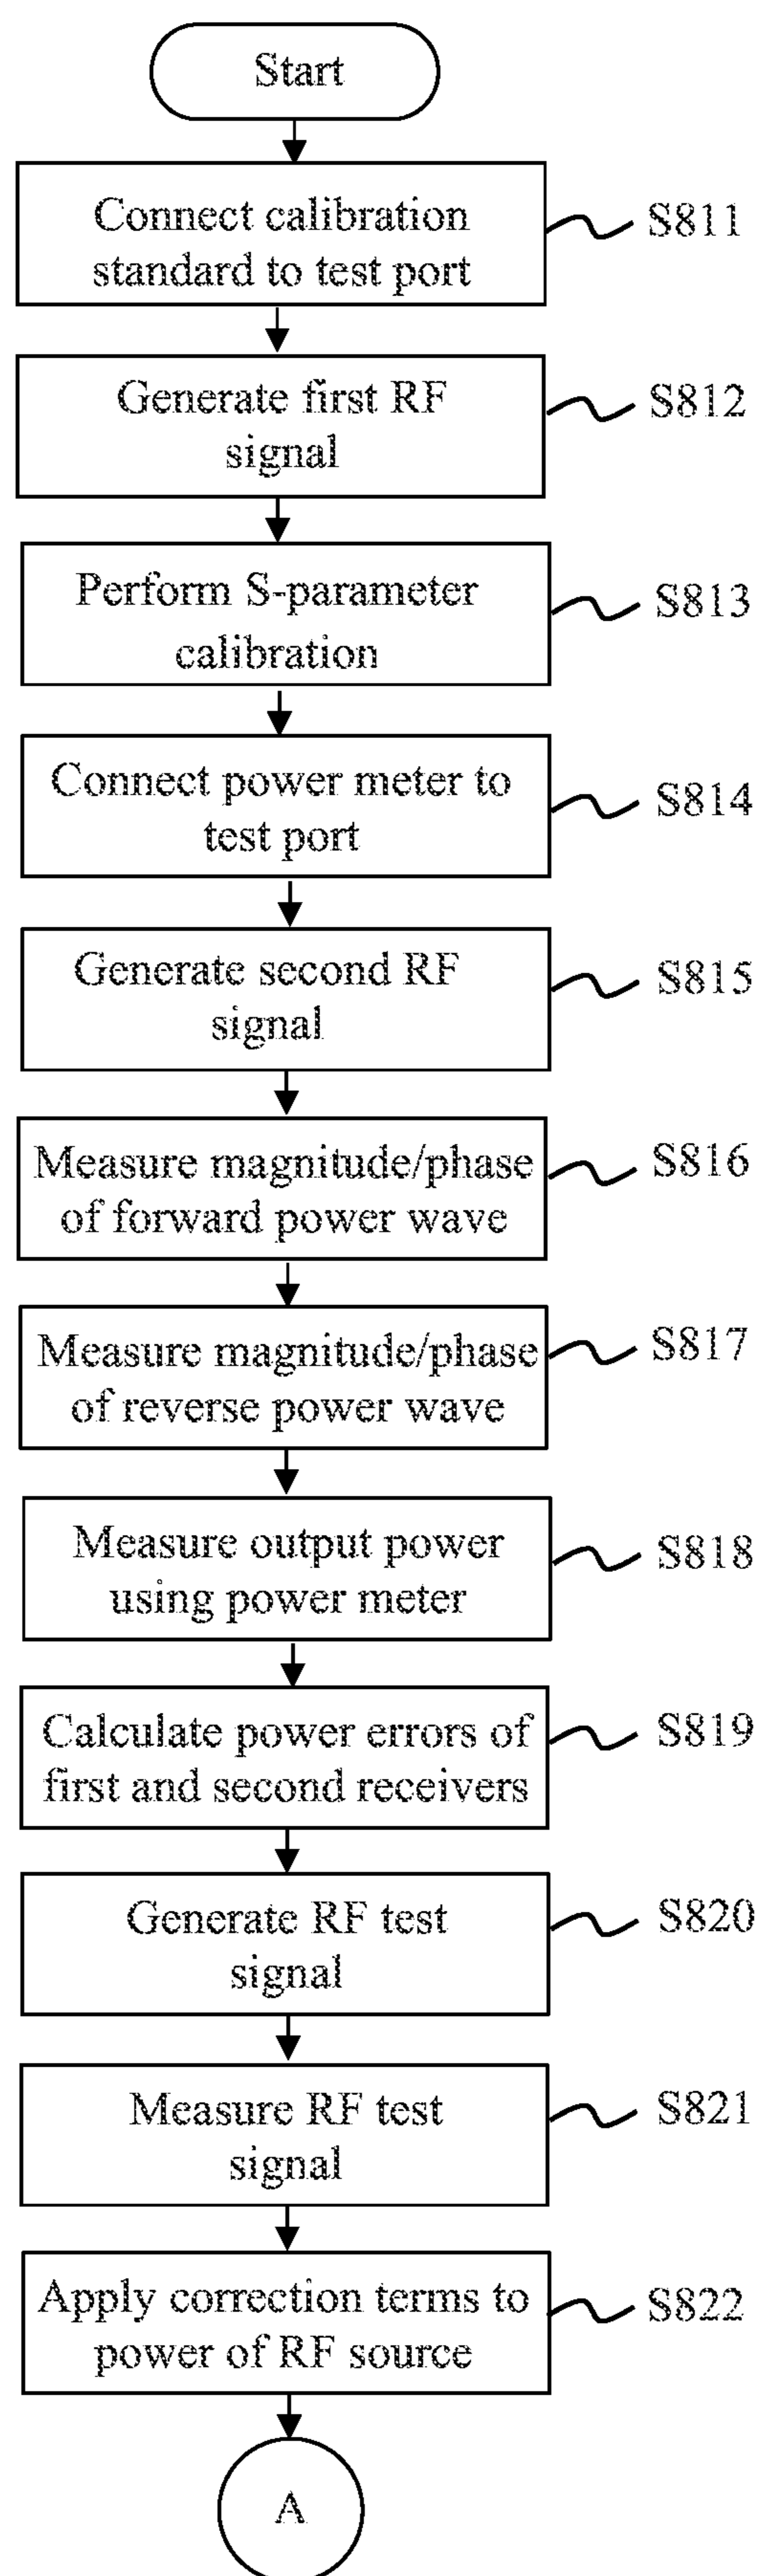 Start
Connect calibration
standard to test port
S811
Generate first RF
signal
S812
Perform S-parameter
calibration
S813
Connect power meter to
test port
S814
Generate second RF
signal
S815
Measure magnitude/phase
of forward power wave
S816
Measure magnitude/phase
of reverse power wave
S817
Measure output power
using power meter
S818
Calculate power errors of
first and second receivers
S819
Generate RF test
signal
S820
Measure RF test
signal
S821
Apply correction terms to
power of RF source
S822
A